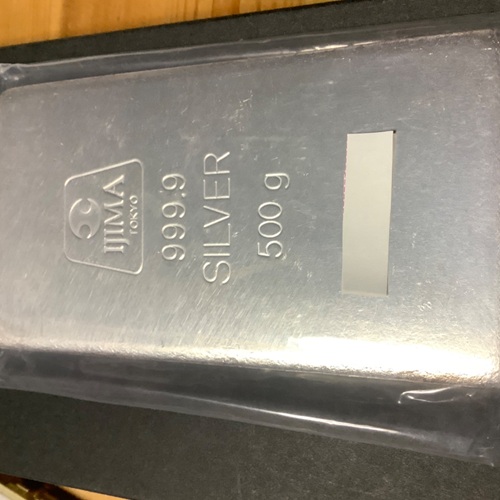 IJIMA
TOKYO
999.9
SILVER
500 g